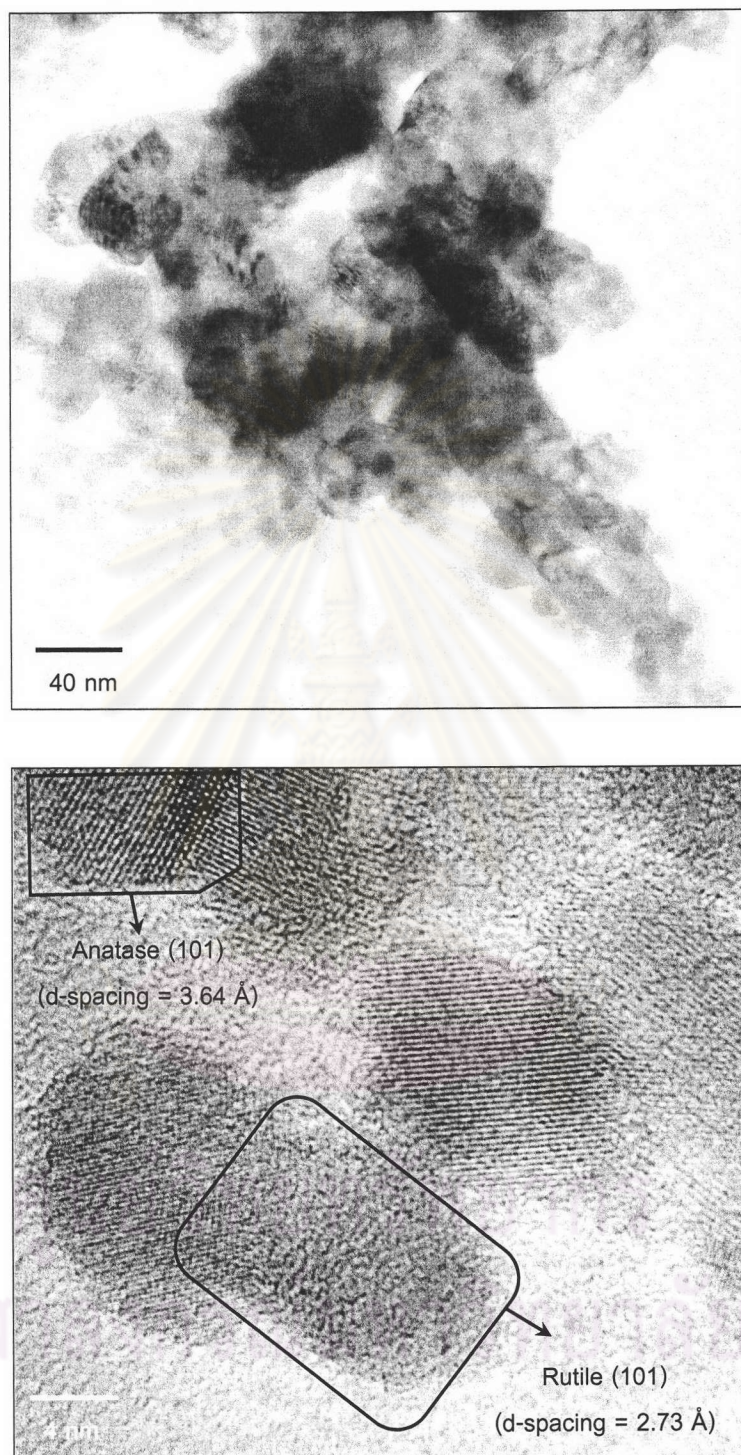 40 nm
Anatase (101)
(d-spacing = 3.64 Å)
Rutile (101)
(d-spacing = 2.73 Å)
4 nm